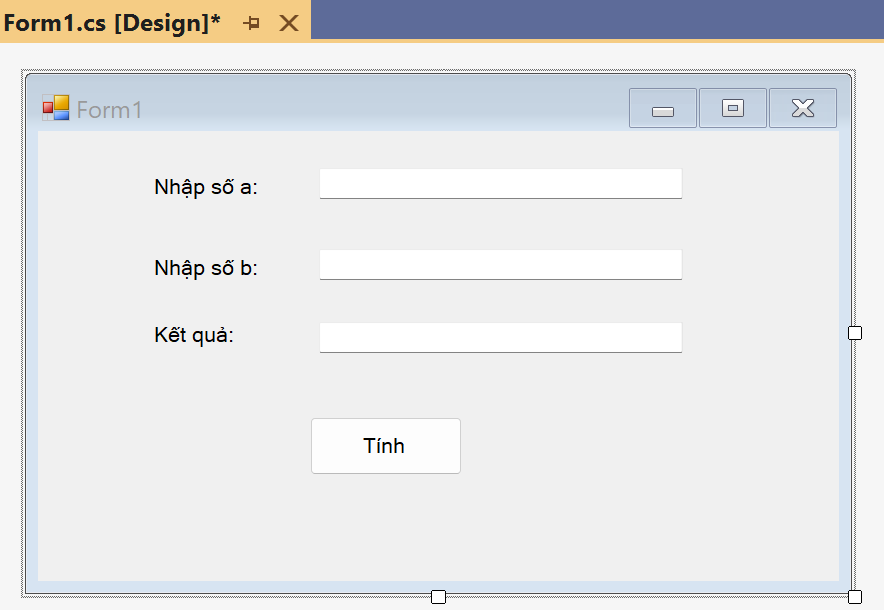 Form1.cs [Design]*
Form1
Nhập số a:
Nhập số b:
Kết quả:
Tính